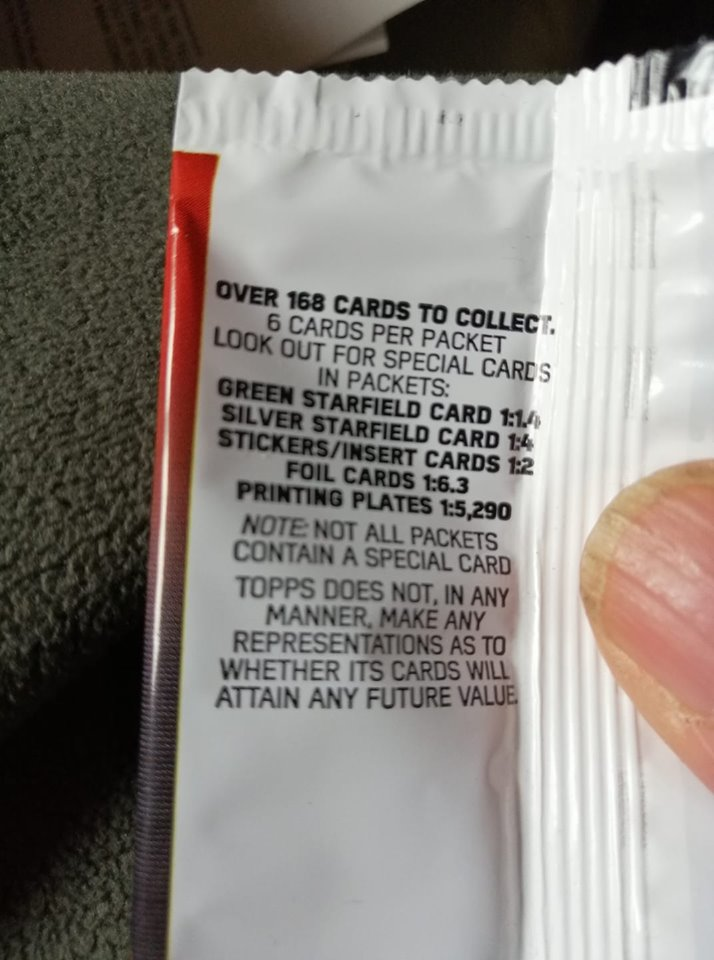 OVER 168 CARDS TO COLLECT.
6 CARDS PER PACKET
LOOK OUT FOR SPECIAL CARDS
IN PACKETS:
GREEN STARFIELD CARD 1:1.4
SILVER STARFIELD CARD 1:4
STICKERS/INSERT CARDS 1:2
FOIL CARDS 1:6.3
PRINTING PLATES 1:5,290
NOTE: NOT ALL PACKETS
CONTAIN A SPECIAL CARD
TOPPS DOES NOT, IN ANY
MANNER, MAKE ANY
REPRESENTATIONS AS TO
WHETHER ITS CARDS WILL
ATTAIN ANY FUTURE VALUE.